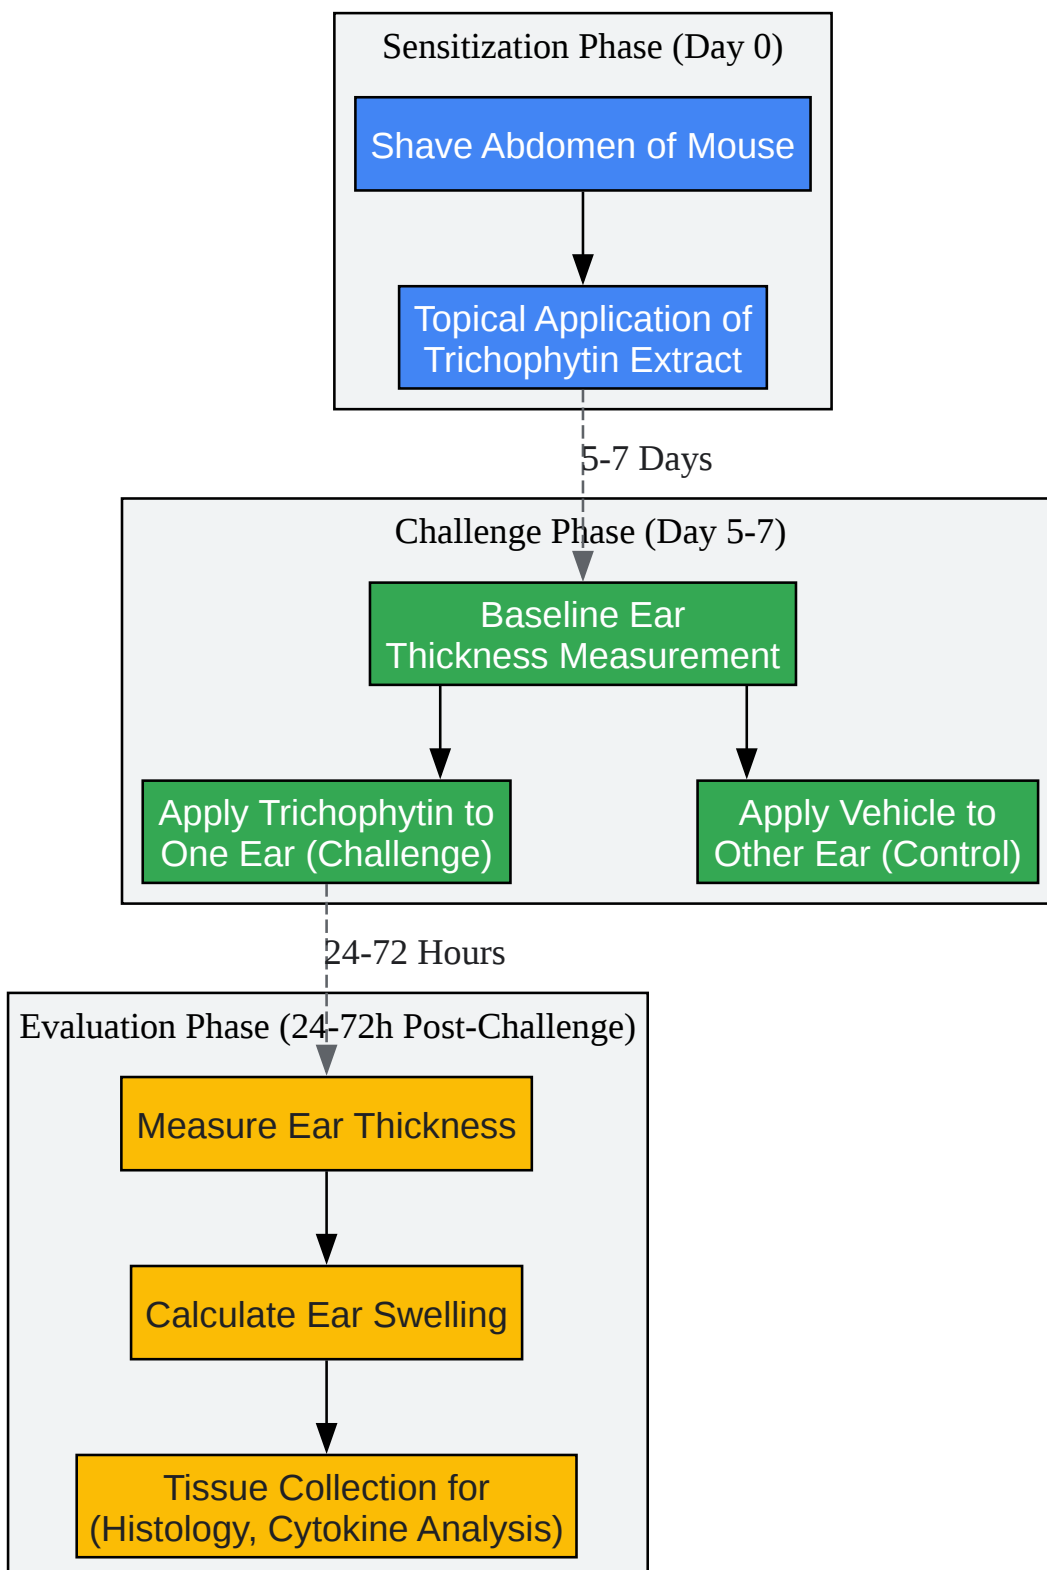 Sensitization Phase (Day 0)
Shave Abdomen of Mouse
Topical Application of
Trichophytin Extract
5-7 Days
Challenge Phase (Day 5-7)
Baseline Ear
Thickness Measurement
Apply Trichophytin to
One Ear (Challenge)
Apply Vehicle to
Other Ear (Control)
24-72 Hours
Evaluation Phase (24-72h Post-Challenge)
Measure Ear Thickness
Calculate Ear Swelling
Tissue Collection for
(Histology, Cytokine Analysis)